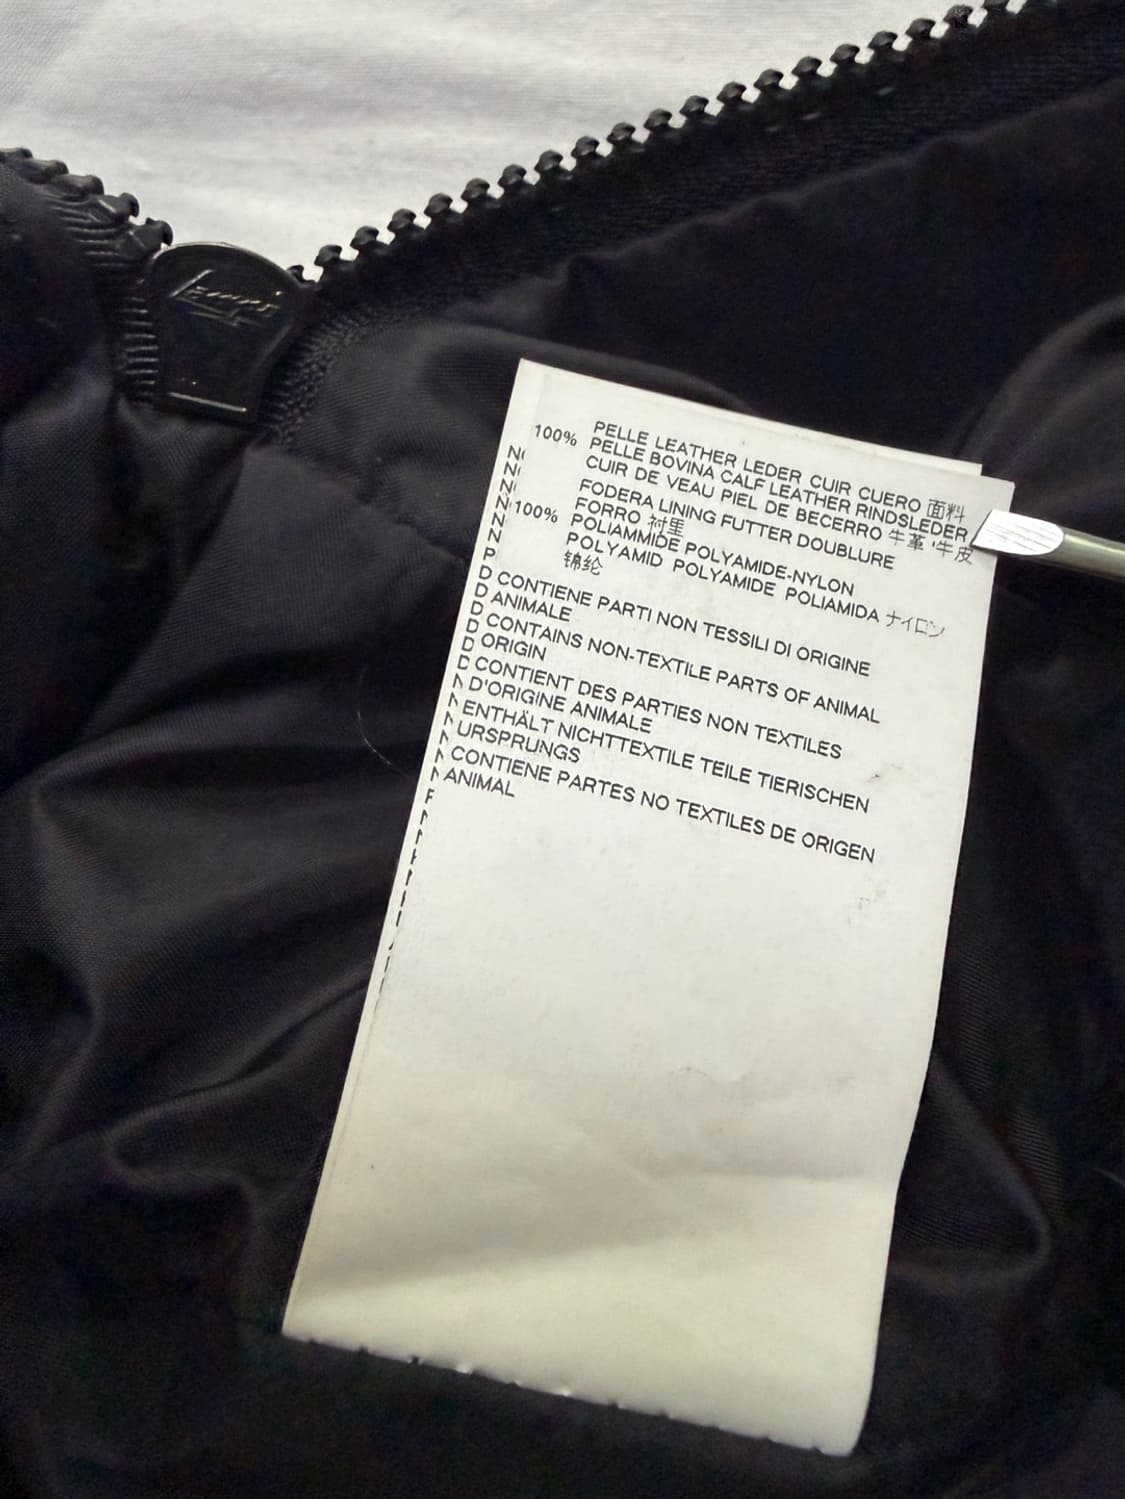 Lampo
100% PELLE LEATHER LEDER CUIR CUERO 面料
PELLE BOVINA CALF LEATHER RINDSLEDER
CUIR DE VEAU PIEL DE BECERRO 牛革 牛皮
FODERA LINING FUTTER DOUBLURE
FORRO 衬里
100% POLIAMMIDE POLYAMIDE-NYLON
POLYAMID POLYAMIDE POLIAMIDA ナイロン
锦纶
CONTIENE PARTI NON TESSILI DI ORIGINE
ANIMALE
CONTAINS NON-TEXTILE PARTS OF ANIMAL
ORIGIN
CONTIENT DES PARTIES NON TEXTILES
D'ORIGINE ANIMALE
ENTHÄLT NICHTTEXTILE TEILE TIERISCHEN
URSPRUNGS
CONTIENE PARTES NO TEXTILES DE ORIGEN
ANIMAL